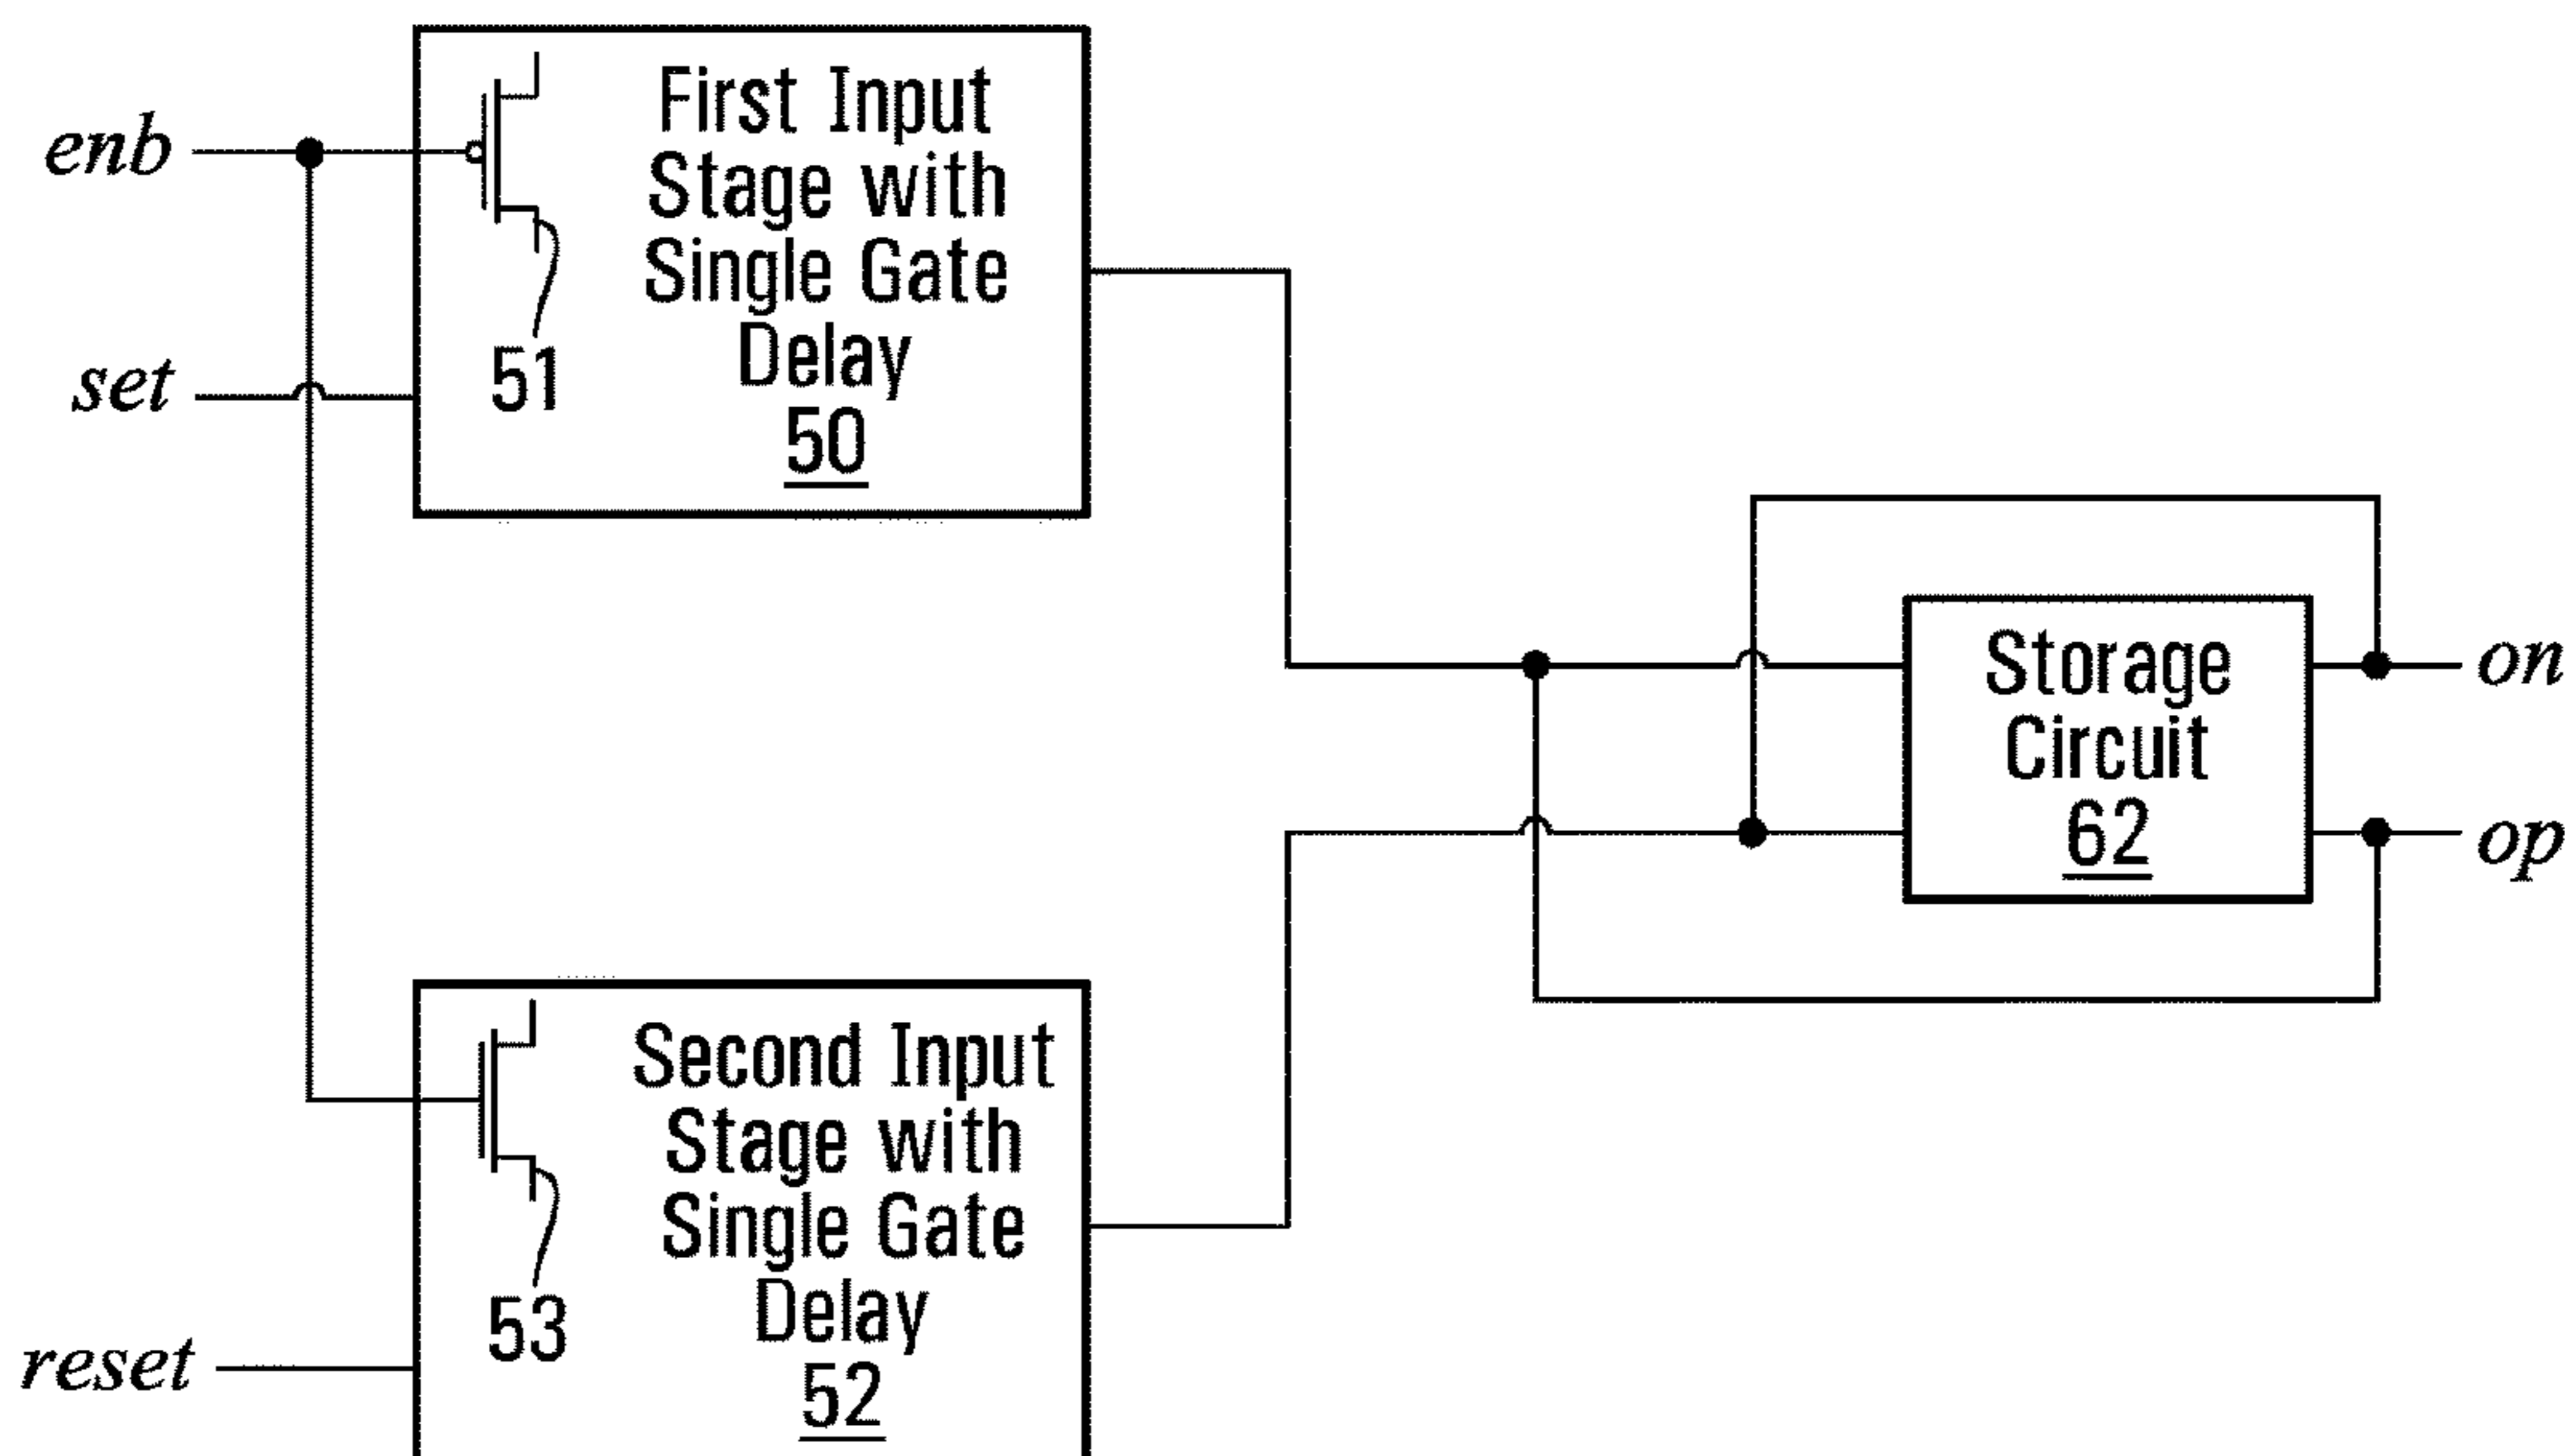 enb
set
First Input
Stage with
Single Gate
Delay
50
51
Storage
Circuit
62
on
op
Second Input
Stage with
Single Gate
Delay
52
53
reset